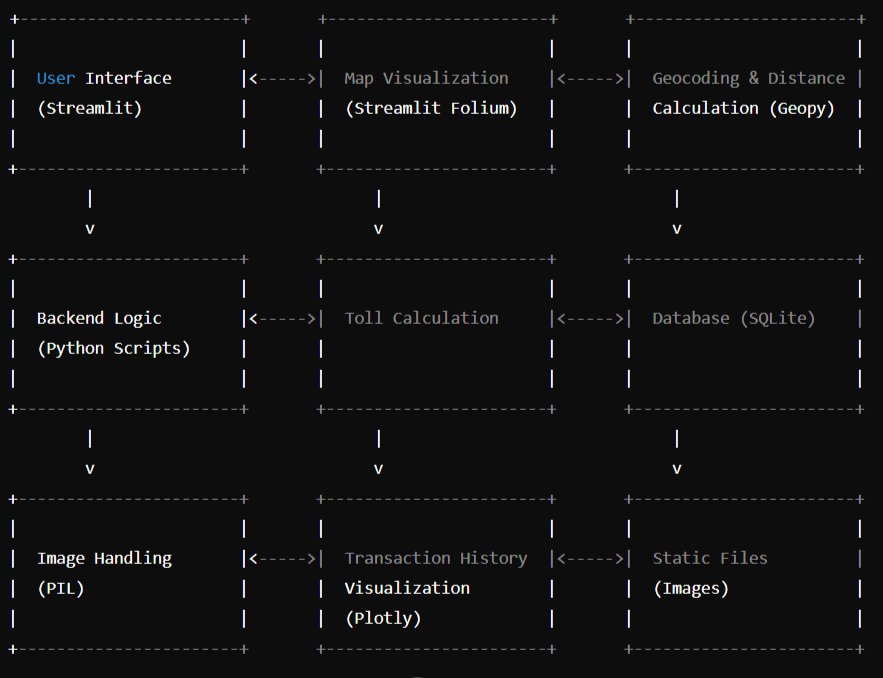 +-----------------------+       +-----------------------+       +-----------------------+
|                       |       |                       |       |                       |
|  User Interface       |<----->|  Map Visualization    |<----->|  Geocoding & Distance |
|  (Streamlit)          |       |  (Streamlit Folium)   |       |  Calculation (Geopy)  |
|                       |       |                       |       |                       |
+-----------------------+       +-----------------------+       +-----------------------+
        |                             |                              |
        v                             v                              v
+-----------------------+       +-----------------------+       +-----------------------+
|                       |       |                       |       |                       |
|  Backend Logic        |<----->|  Toll Calculation     |<----->|  Database (SQLite)    |
|  (Python Scripts)     |       |                       |       |                       |
|                       |       |                       |       |                       |
+-----------------------+       +-----------------------+       +-----------------------+
        |                             |                              |
        v                             v                              v
+-----------------------+       +-----------------------+       +-----------------------+
|                       |       |                       |       |                       |
|  Image Handling       |<----->|  Transaction History  |<----->|  Static Files         |
|  (PIL)                |       |  Visualization        |       |  (Images)             |
|                       |       |  (Plotly)             |       |                       |
+-----------------------+       +-----------------------+       +-----------------------+